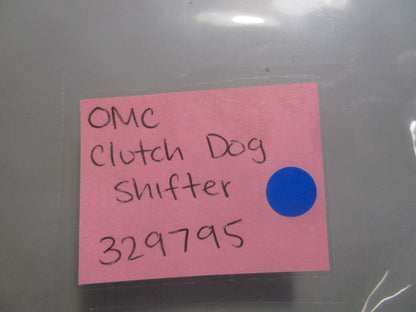 OMC
Clutch Dog
Shifter
329795